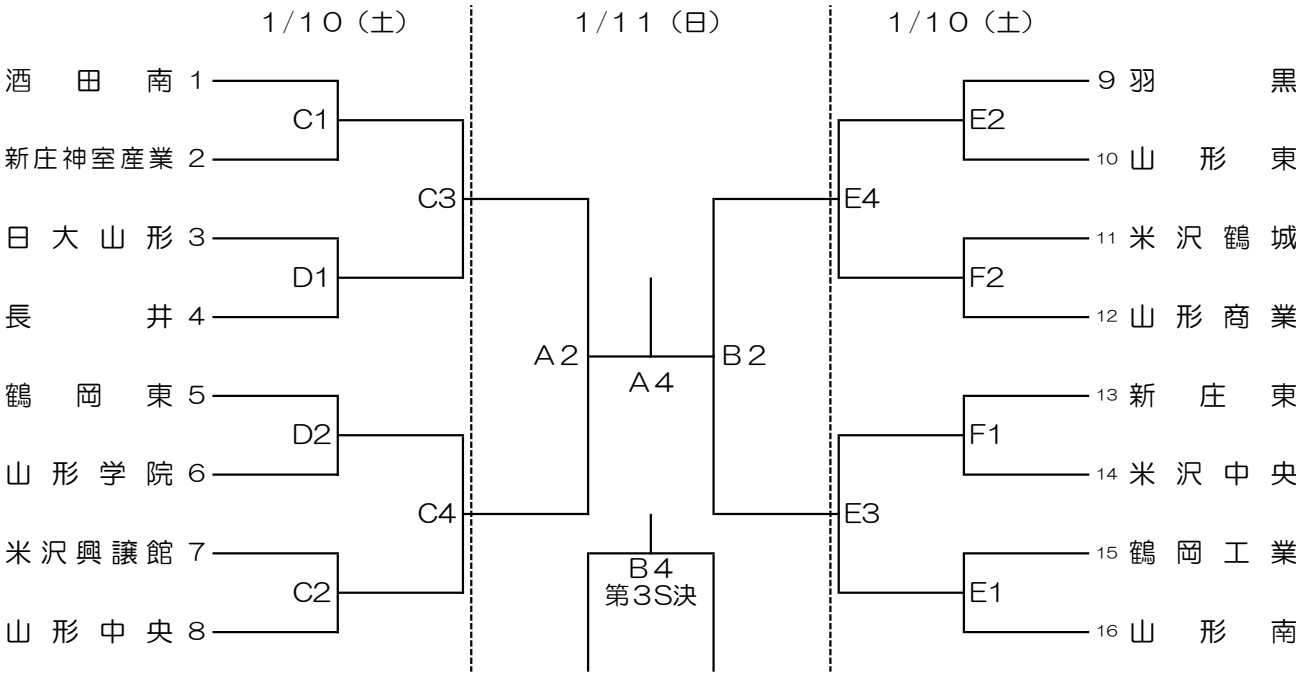 1/10（土）
1/11（日）
1/10（土）
酒田南 1
C1
新庄神室産業 2
C3
日大山形 3
D1
長井 4
A2
鶴岡東 5
D2
山形学院 6
C4
米沢興譲館 7
C2
山形中央 8
A4
B4
第3S決
B2
9 羽黒
E2
10 山形東
E4
11 米沢鶴城
F2
12 山形商業
13 新庄東
F1
14 米沢中央
E3
15 鶴岡工業
E1
16 山形南